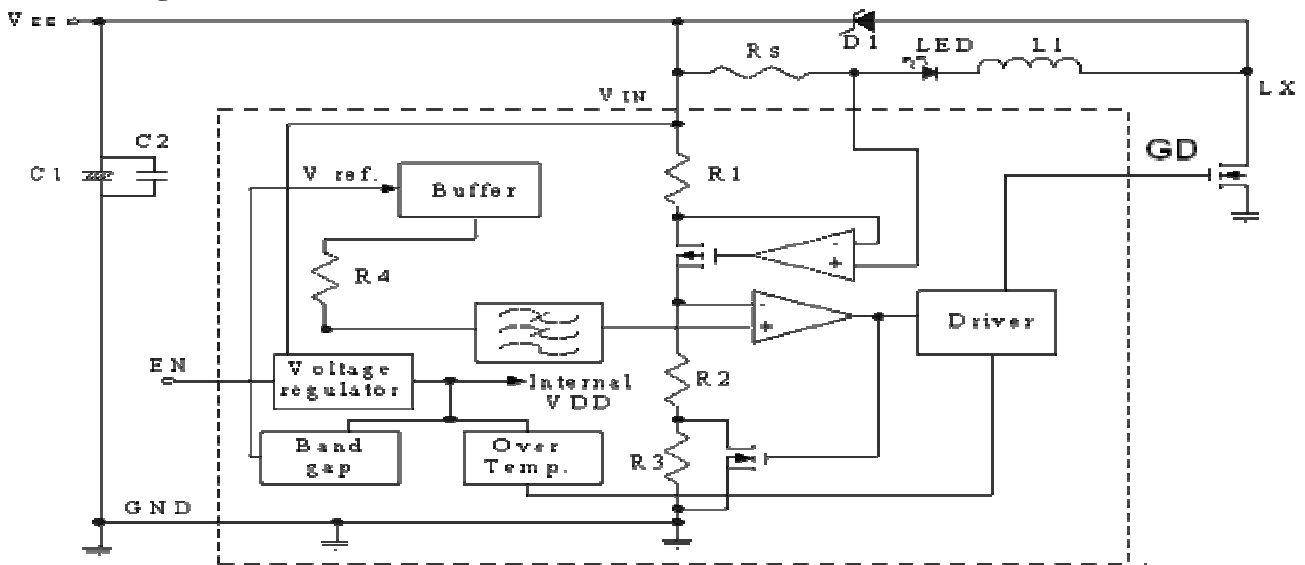 Vcc
D1
Rs
LED
L1
VIN
LX
C2
C1
GD
V ref.
Buffer
R1
-
+
R4
-
+
Driver
EN
Voltage
regulator
Internal
VDD
R2
Band
gap
Over
Temp.
R3
GND